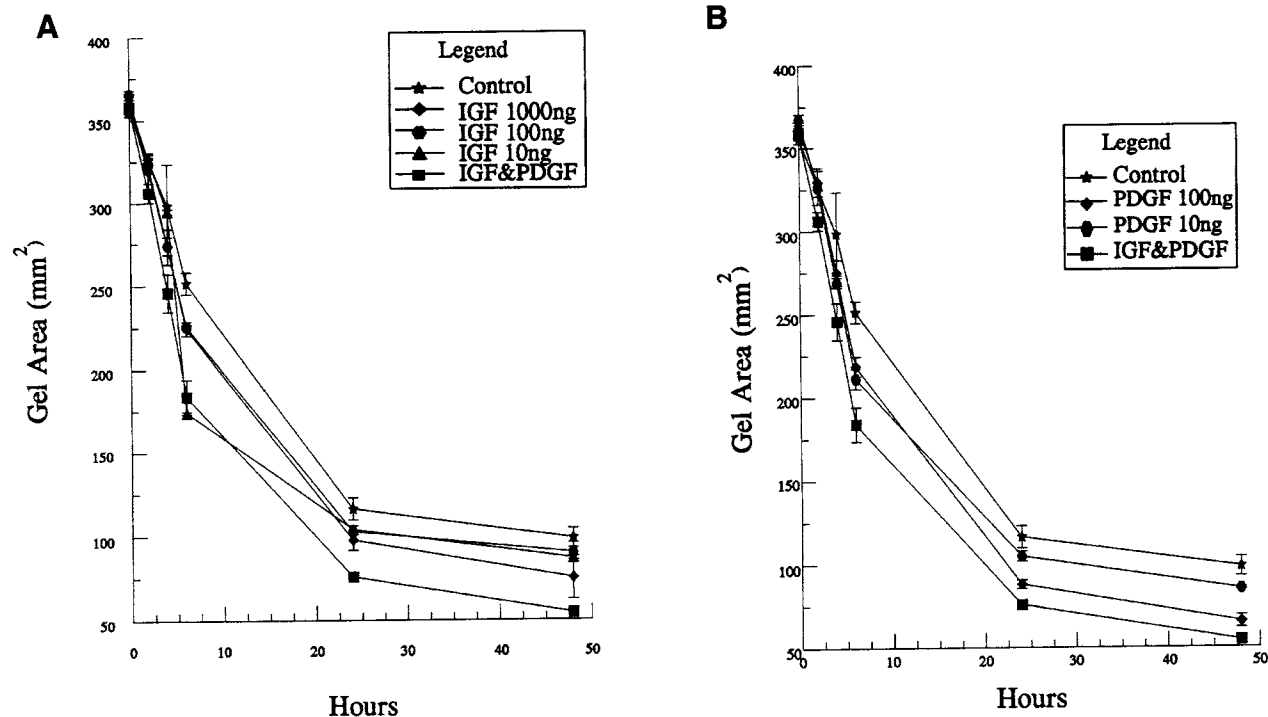 A
400
350
300
250
200
150
100
50
0
10
20
30
40
50
Gel Area (mm²)
Hours
Legend
Control
IGF 1000ng
IGF 100ng
IGF 10ng
IGF&PDGF
B
400
350
300
250
200
150
100
50
0
10
20
30
40
50
Gel Area (mm²)
Hours
Legend
Control
PDGF 100ng
PDGF 10ng
IGF&PDGF